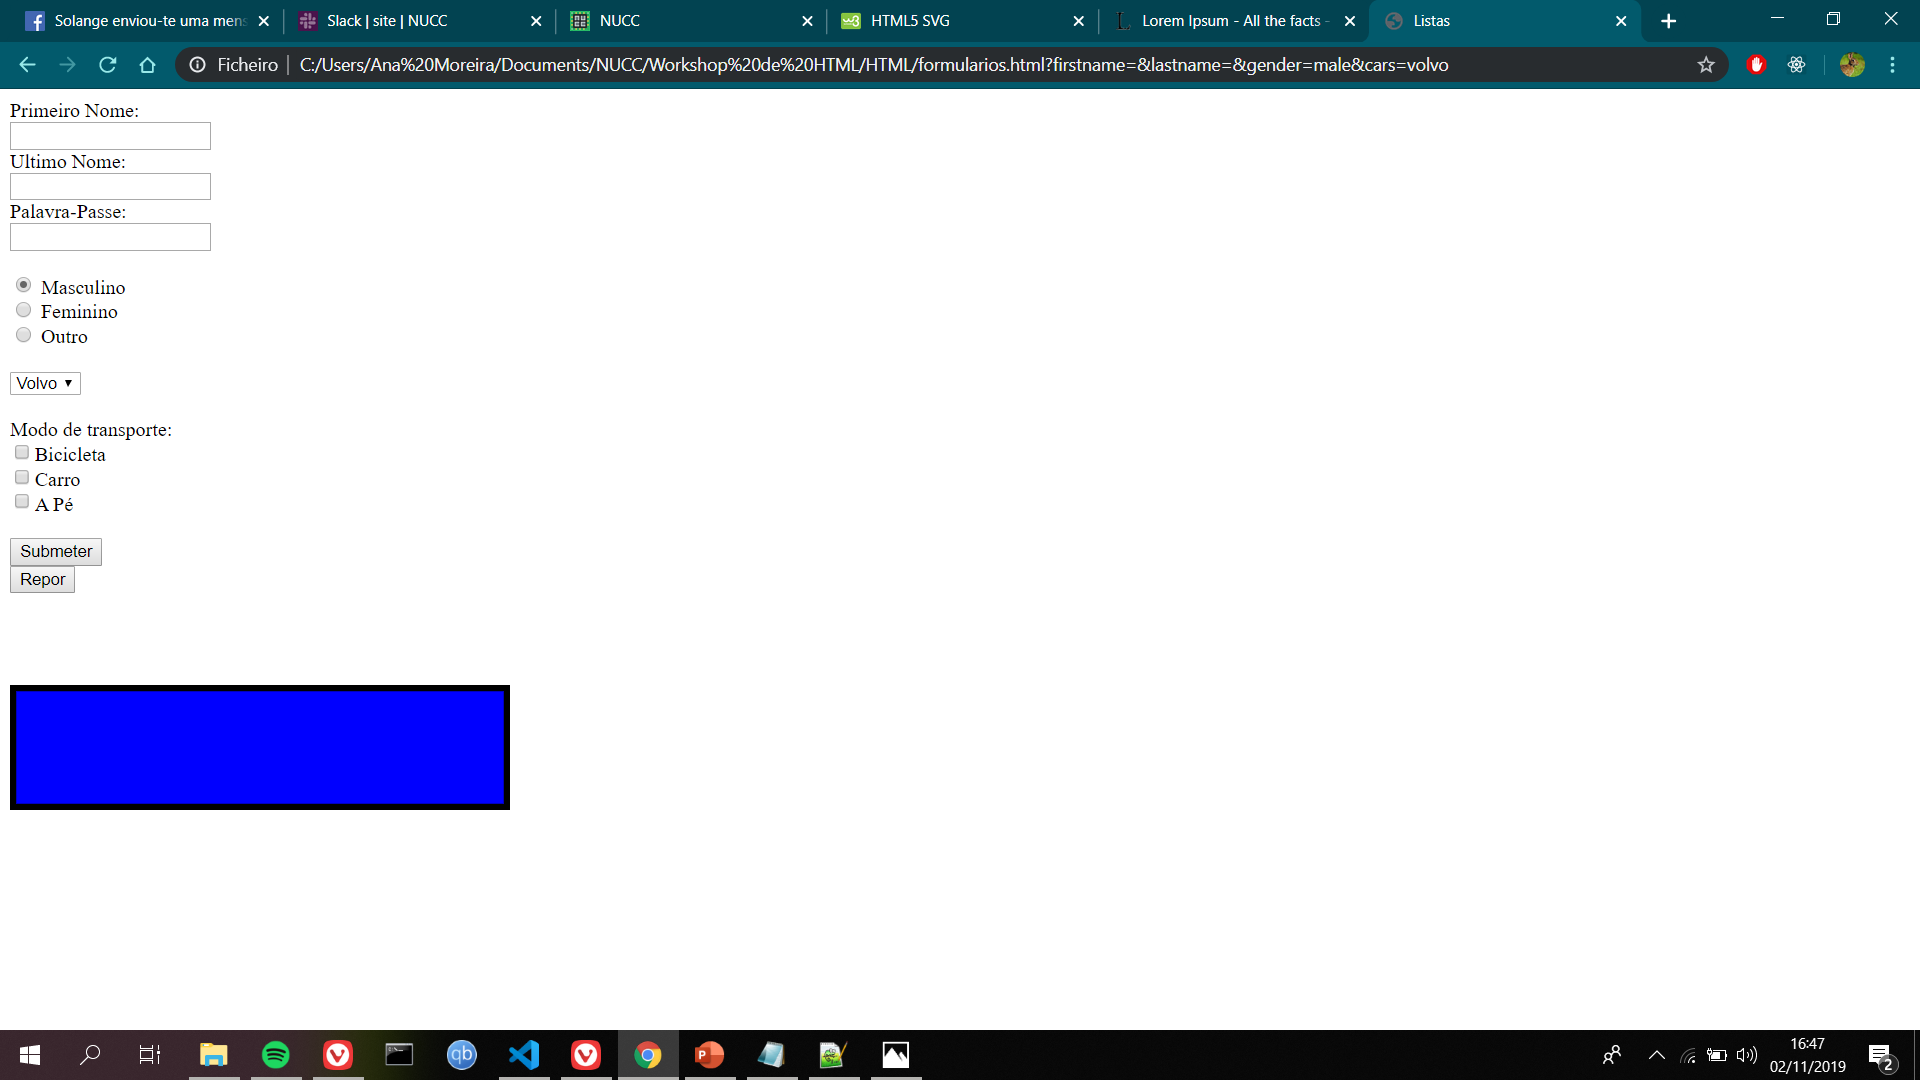 Solange enviou-te uma mens
Slack | site | NUCC
NUCC
HTML5 SVG
Lorem Ipsum - All the facts -
Listas
Ficheiro
C:/Users/Ana%20Moreira/Documents/NUCC/Workshop%20de%20HTML/HTML/formularios.html?firstname=&lastname=&gender=male&cars=volvo
Primeiro Nome:
Ultimo Nome:
Palavra-Passe:
Masculino
Feminino
Outro
Volvo
Modo de transporte:
Bicicleta
Carro
A Pé
Submeter
Repor
qb
16:47
02/11/2019
2